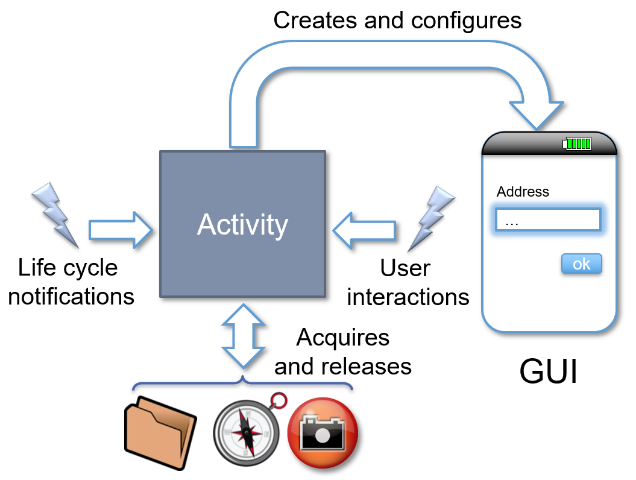 Creates and configures
Address
...
ok
Activity
Life cycle
notifications
User
interactions
Acquires
and releases
GUI